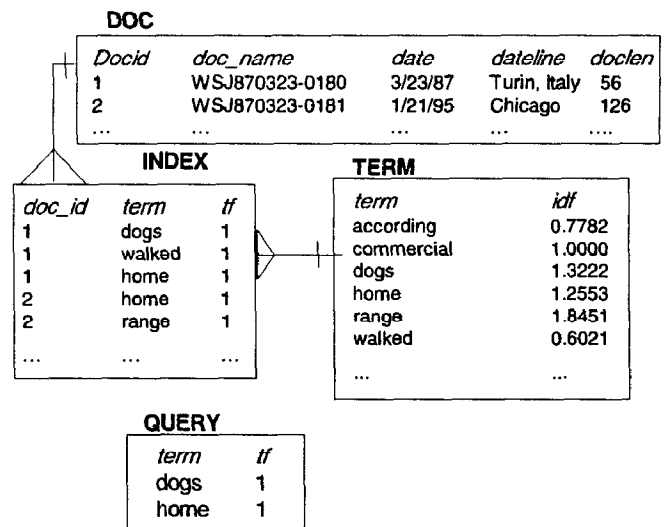 DOC
Docid doc_name date dateline doclen
1 WSJ870323-0180 3/23/87 Turin, Italy 56
2 WSJ870323-0181 1/21/95 Chicago 126
... ... ... ... ....
INDEX
doc_id term tf
1 dogs 1
1 walked 1
1 home 1
2 home 1
2 range 1
... ... ...
TERM
term idf
according 0.7782
commercial 1.0000
dogs 1.3222
home 1.2553
range 1.8451
walked 0.6021
... ...
QUERY
term tf
dogs 1
home 1